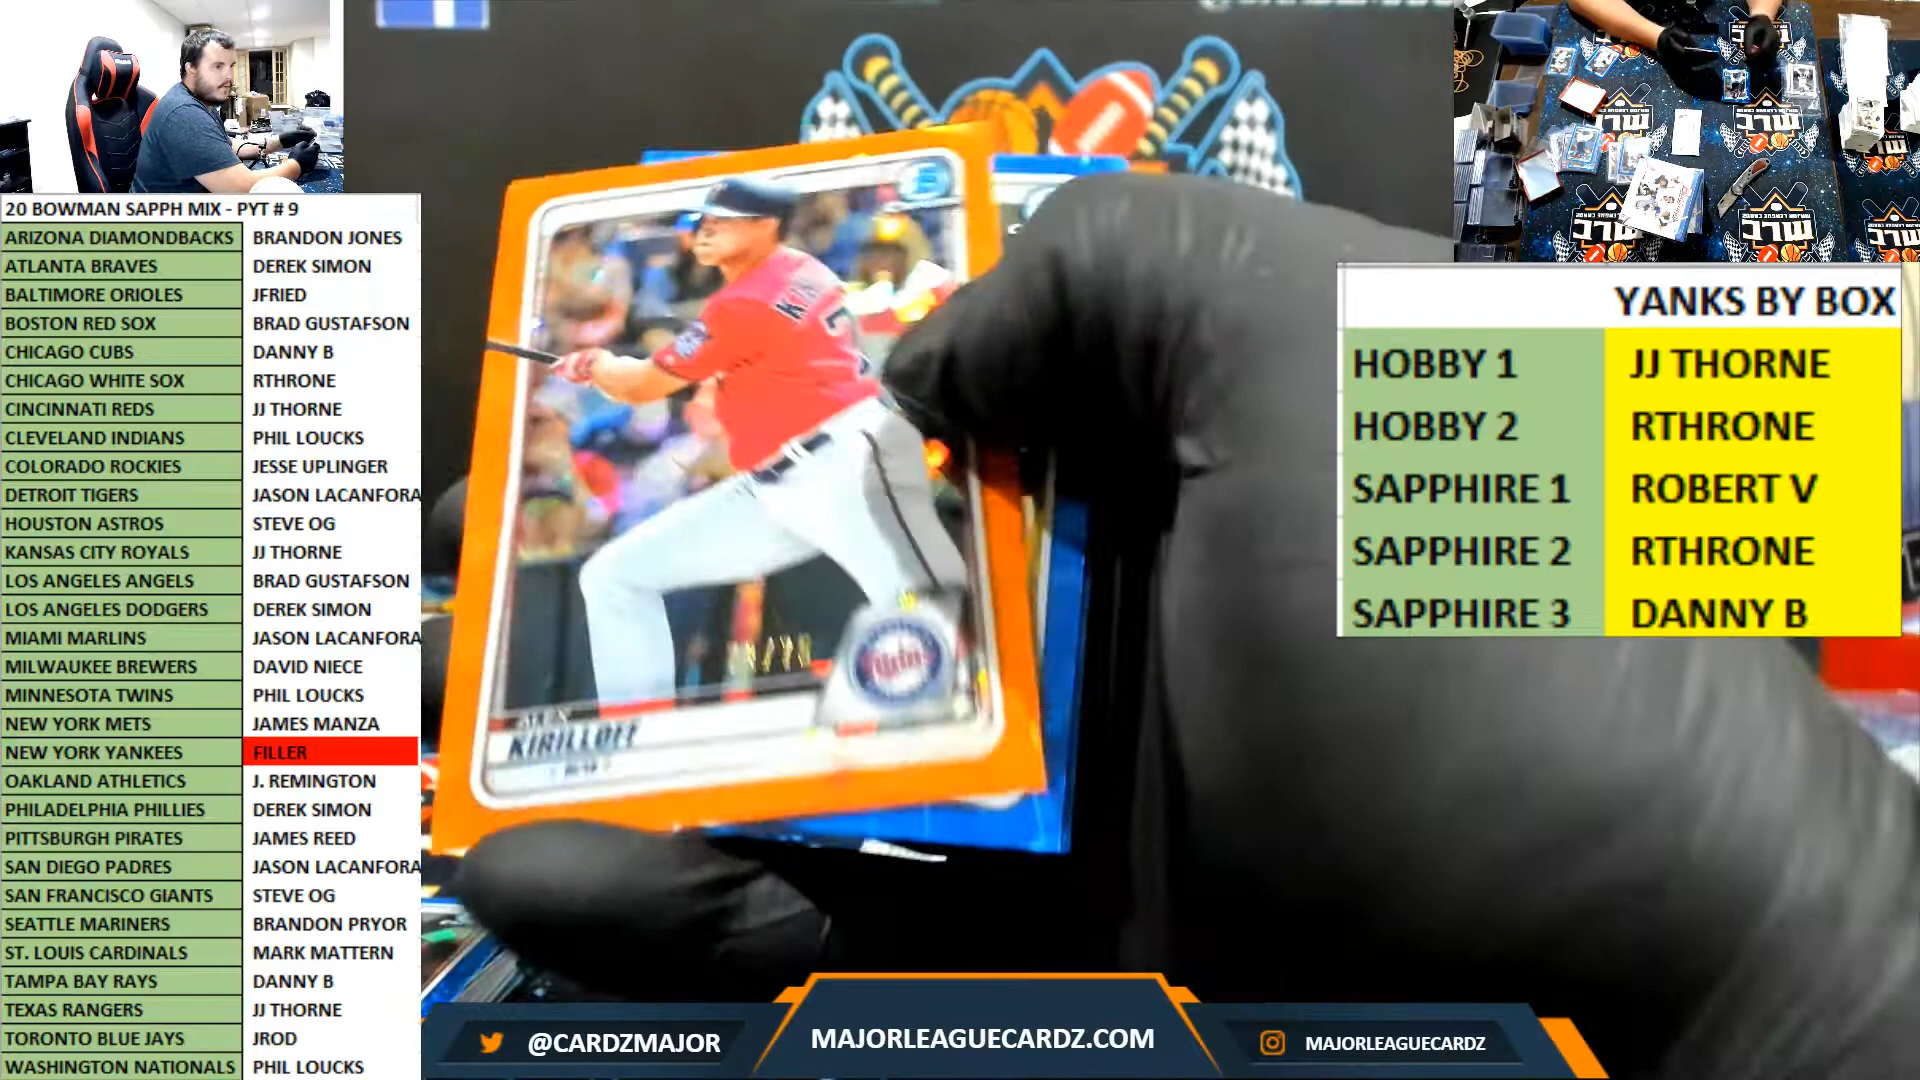 20 BOWMAN SAPPH MIX - PYT # 9
ARIZONA DIAMONDBACKS BRANDON JONES
ATLANTA BRAVES DEREK SIMON
BALTIMORE ORIOLES JFRIED
BOSTON RED SOX BRAD GUSTAFSON
CHICAGO CUBS DANNY B
CHICAGO WHITE SOX RTHRONE
CINCINNATI REDS JJ THORNE
CLEVELAND INDIANS PHIL LOUCKS
COLORADO ROCKIES JESSE UPLINGER
DETROIT TIGERS JASON LACANFORA
HOUSTON ASTROS STEVE OG
KANSAS CITY ROYALS JJ THORNE
LOS ANGELES ANGELS BRAD GUSTAFSON
LOS ANGELES DODGERS DEREK SIMON
MIAMI MARLINS JASON LACANFORA
MILWAUKEE BREWERS DAVID NIECE
MINNESOTA TWINS PHIL LOUCKS
NEW YORK METS JAMES MANZA
NEW YORK YANKEES FILLER
OAKLAND ATHLETICS J. REMINGTON
PHILADELPHIA PHILLIES DEREK SIMON
PITTSBURGH PIRATES JAMES REED
SAN DIEGO PADRES JASON LACANFORA
SAN FRANCISCO GIANTS STEVE OG
SEATTLE MARINERS BRANDON PRYOR
ST. LOUIS CARDINALS MARK MATTERN
TAMPA BAY RAYS DANNY B
TEXAS RANGERS JJ THORNE
TORONTO BLUE JAYS JROD
WASHINGTON NATIONALS PHIL LOUCKS
ALEX
KIRILLOFF
Twins
YANKS BY BOX
HOBBY 1 JJ THORNE
HOBBY 2 RTHRONE
SAPPHIRE 1 ROBERT V
SAPPHIRE 2 RTHRONE
SAPPHIRE 3 DANNY B
@CARDZMAJOR
MAJORLEAGUECARDZ.COM
MAJORLEAGUECARDZ